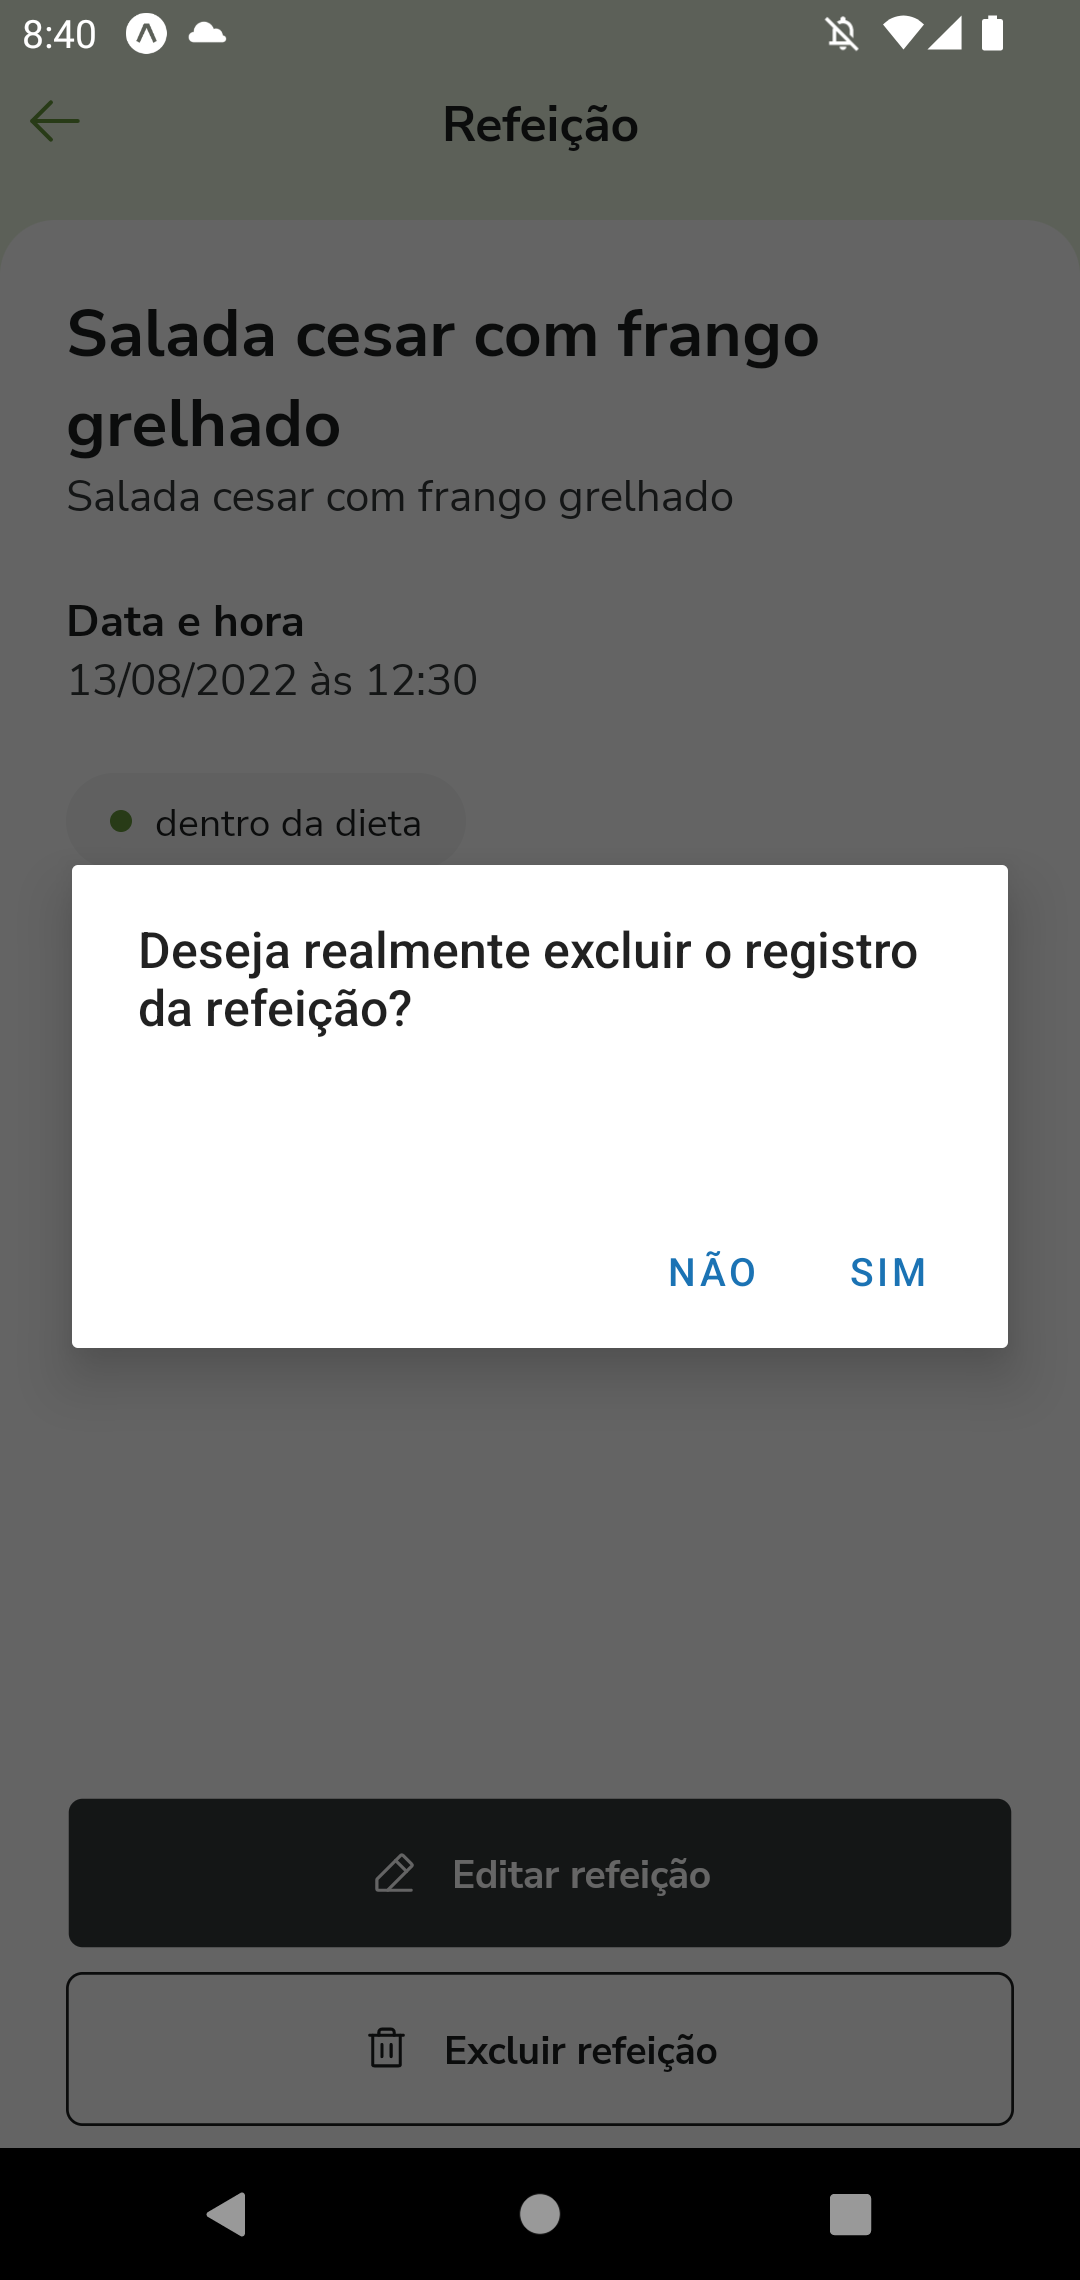 8:40
Refeição
Salada cesar com frango
grelhado
Salada cesar com frango grelhado
Data e hora
13/08/2022 às 12:30
dentro da dieta
Deseja realmente excluir o registro
da refeição?
NÃO SIM
Editar refeição
Excluir refeição